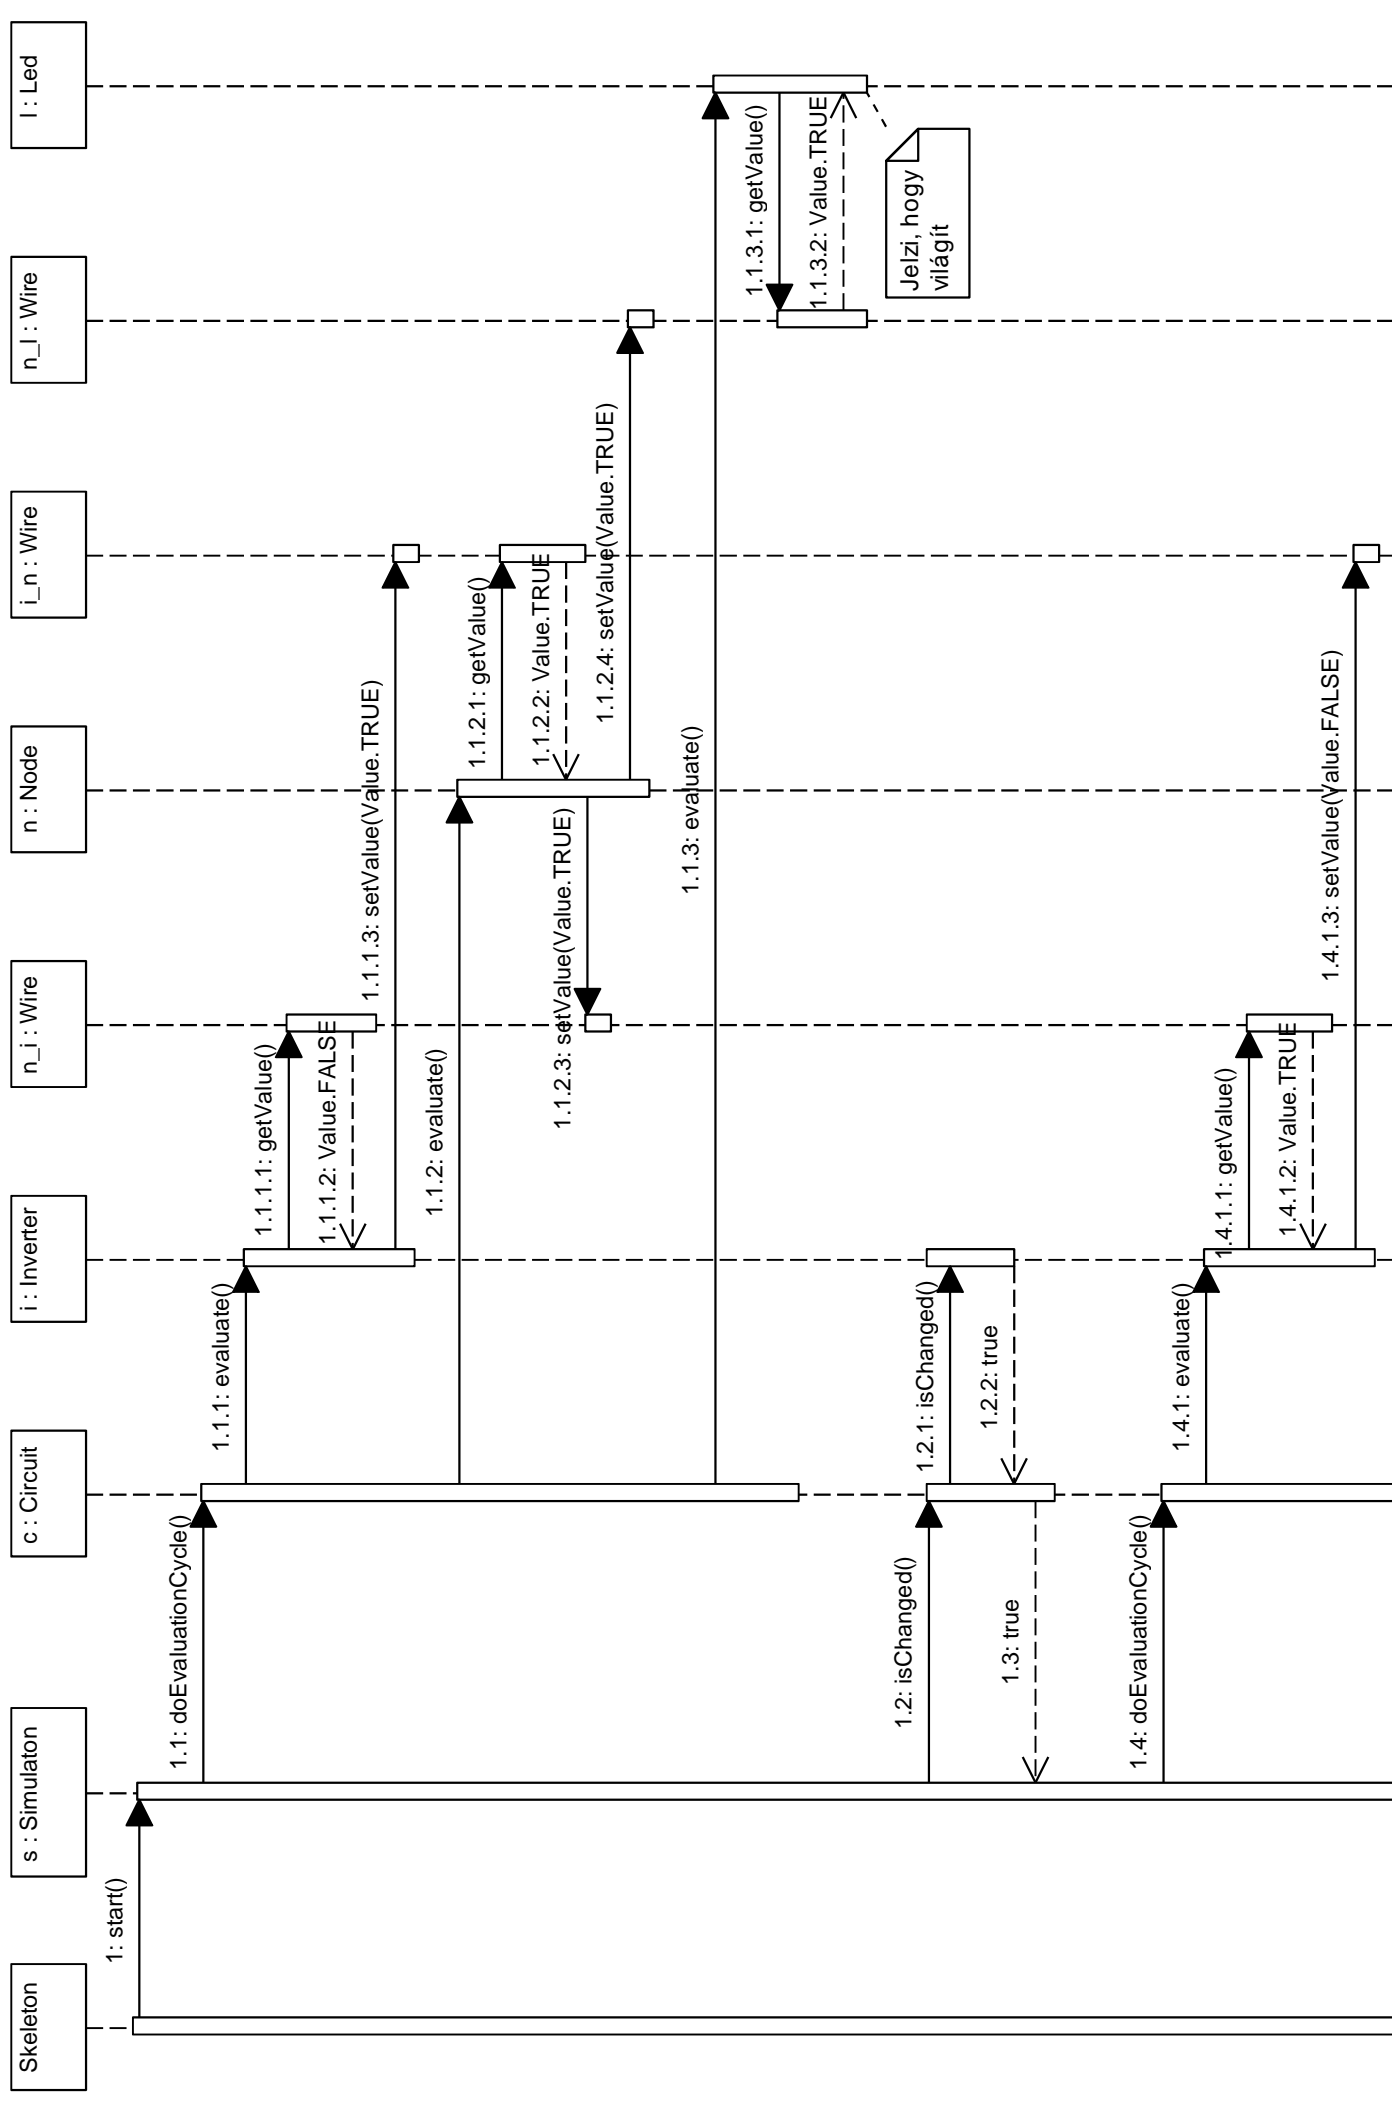 Skeleton
s : Simulaton
c : Circuit
i : Inverter
n_i : Wire
n : Node
i_n : Wire
n_l : Wire
l : Led
1: start()
1.1: doEvaluationCycle()
1.1.1: evaluate()
1.1.1.1: getValue()
1.1.1.2: Value.FALSE
1.1.1.3: setValue(Value.TRUE)
1.1.2: evaluate()
1.1.2.1: getValue()
1.1.2.2: Value.TRUE
1.1.2.3: setValue(Value.TRUE)
1.1.2.4: setValue(Value.TRUE)
1.1.3: evaluate()
1.1.3.1: getValue()
1.1.3.2: Value.TRUE
Jelzi, hogy
világít
1.2: isChanged()
1.2.1: isChanged()
1.2.2: true
1.3: true
1.4: doEvaluationCycle()
1.4.1: evaluate()
1.4.1.1: getValue()
1.4.1.2: Value.TRUE
1.4.1.3: setValue(Value.FALSE)